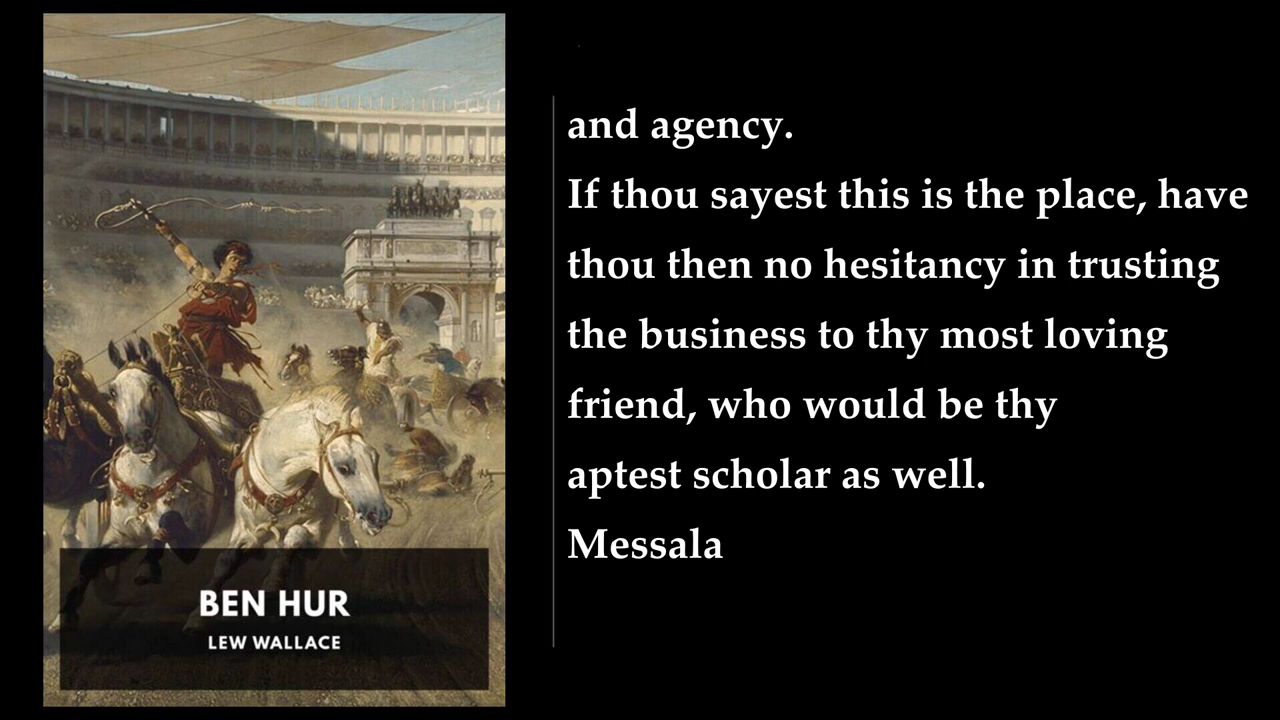 BEN HUR
LEW WALLACE
and agency.
If thou sayest this is the place, have
thou then no hesitancy in trusting
the business to thy most loving
friend, who would be thy
aptest scholar as well.
Messala